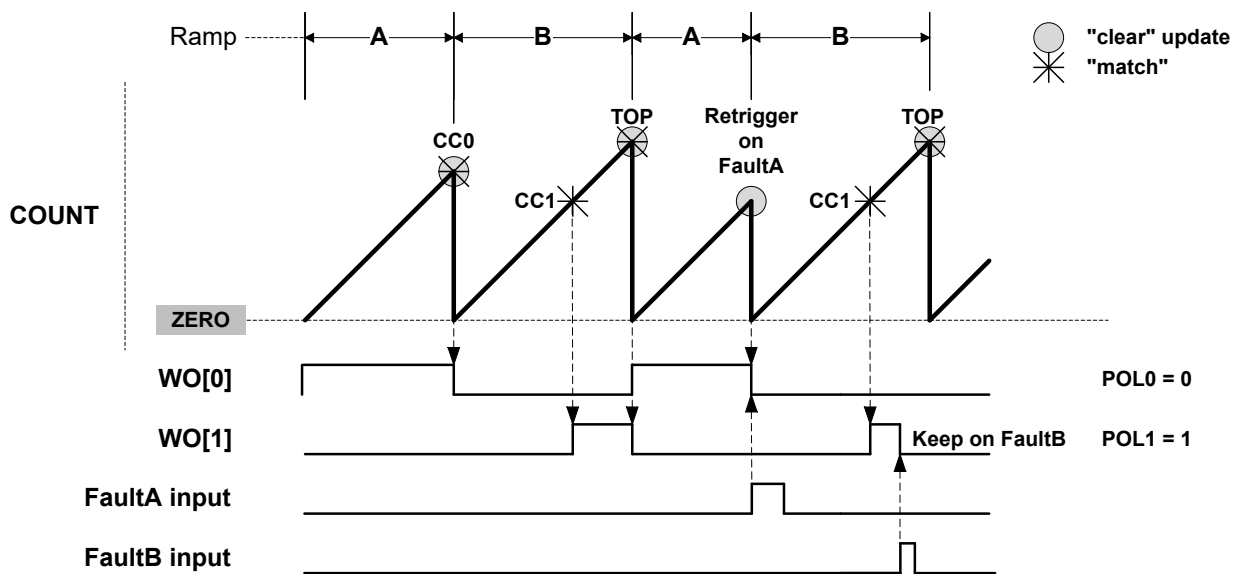 Ramp A B A B
"clear" update
"match"
CC0
TOP
Retrigger
on
FaultA
TOP
CC1
CC1
COUNT
ZERO
WO[0]
POL0 = 0
WO[1]
Keep on FaultB
POL1 = 1
FaultA input
FaultB input